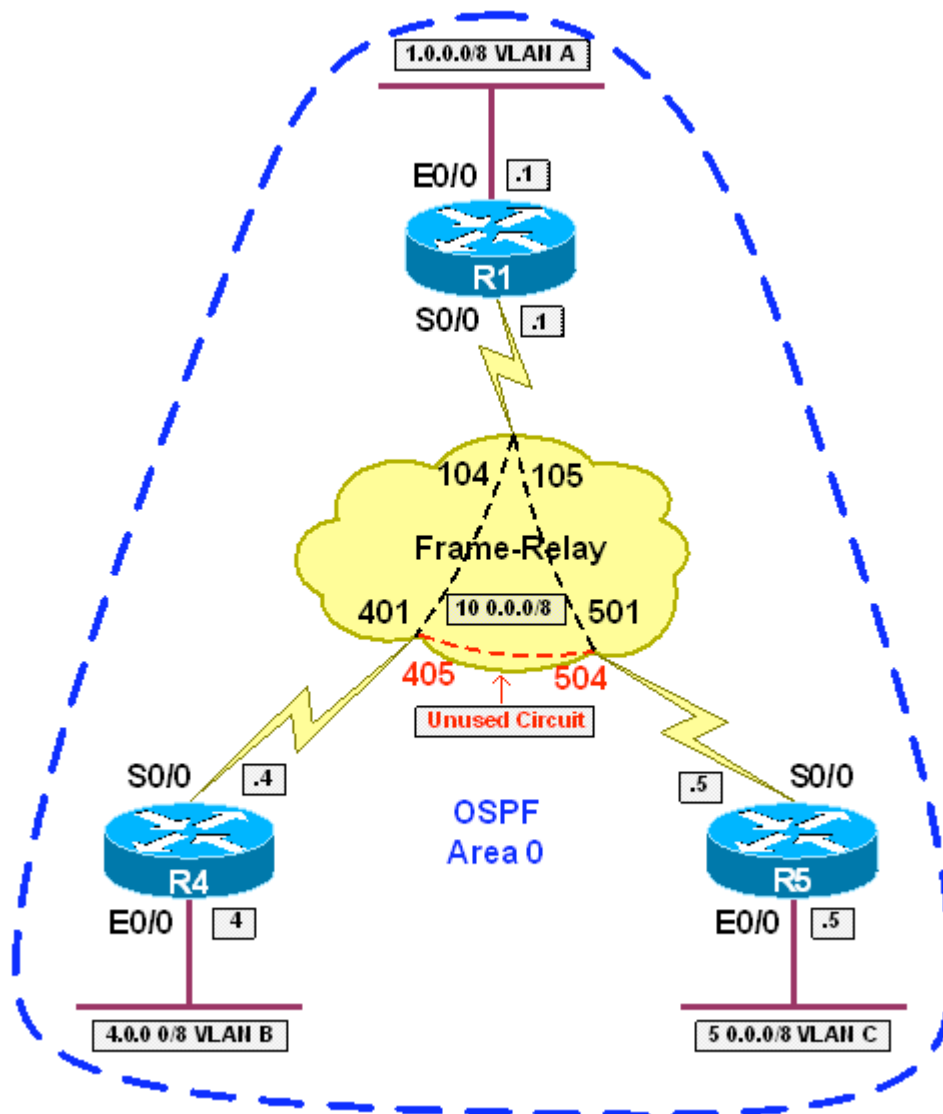 1.0.0.0/8 VLAN A
E0/0 .1
R1
S0/0 .1
104 105
Frame-Relay
401 10 0.0.0/8 501
405 504
Unused Circuit
S0/0 .4 .5 S0/0
OSPF
Area 0
R4 R5
E0/0 4 E0/0 .5
4.0.0 0/8 VLAN B 5 0.0.0/8 VLAN C